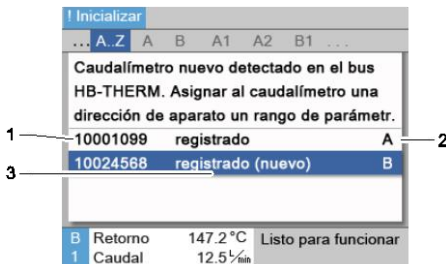 ! Inicializar
... A..Z A B A1 A2 B1 ...
Caudalímetro nuevo detectado en el bus
HB-THERM. Asignar al caudalímetro una
dirección de aparato un rango de parámetr.
1 10001099 registrado A 2
10024568 registrado (nuevo) B
3
B Retorno 147.2 °C Listo para funcionar
1 Caudal 12.5 L/min